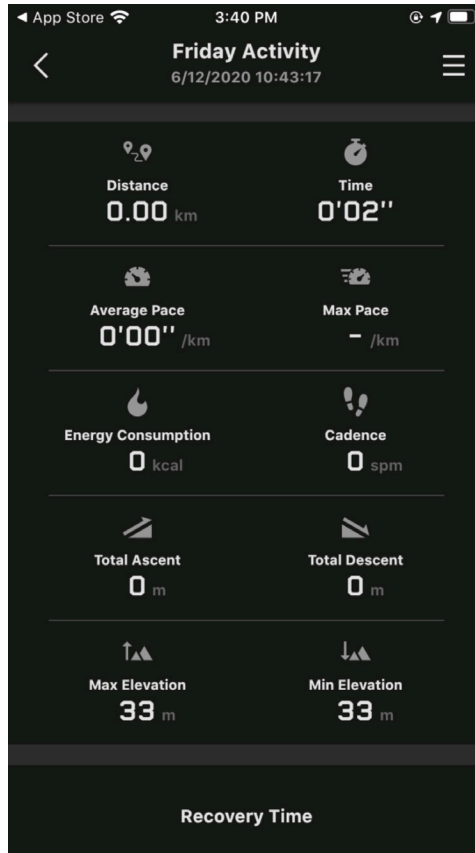 ◀ App Store 3:40 PM
Friday Activity
6/12/2020 10:43:17
Distance Time
0.00 km 0'02''
Average Pace Max Pace
0'00'' /km - /km
Energy Consumption Cadence
0 kcal 0 spm
Total Ascent Total Descent
0 m 0 m
Max Elevation Min Elevation
33 m 33 m
Recovery Time